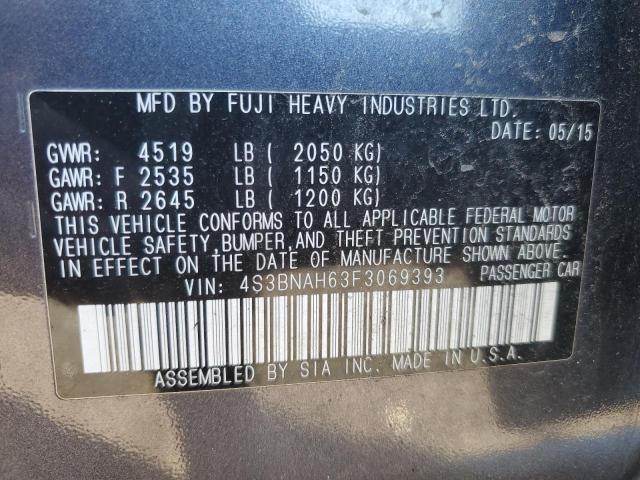 MFD BY FUJI HEAVY INDUSTRIES LTD.
DATE: 05/15
GVWR: 4519 LB ( 2050 KG)
GAWR: F 2535 LB ( 1150 KG)
GAWR: R 2645 LB ( 1200 KG)
THIS VEHICLE CONFORMS TO ALL APPLICABLE FEDERAL MOTOR
VEHICLE SAFETY, BUMPER, AND THEFT PREVENTION STANDARDS
IN EFFECT ON THE DATE OF MANUFACTURE SHOWN ABOVE.
VIN: 4S3BNAH63F3069393 PASSENGER CAR
ASSEMBLED BY SIA INC. MADE IN U.S.A.